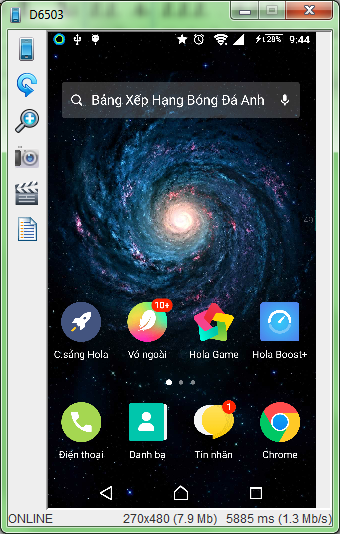 D6503
28% 9:44
Bảng Xếp Hạng Bóng Đá Anh
10+
C.sáng Hola Vỏ ngoài Hola Game Hola Boost+
1
Điện thoại Danh bạ Tin nhắn Chrome
ONLINE 270x480 (7.9 Mb) 5885 ms (1.3 Mb/s)